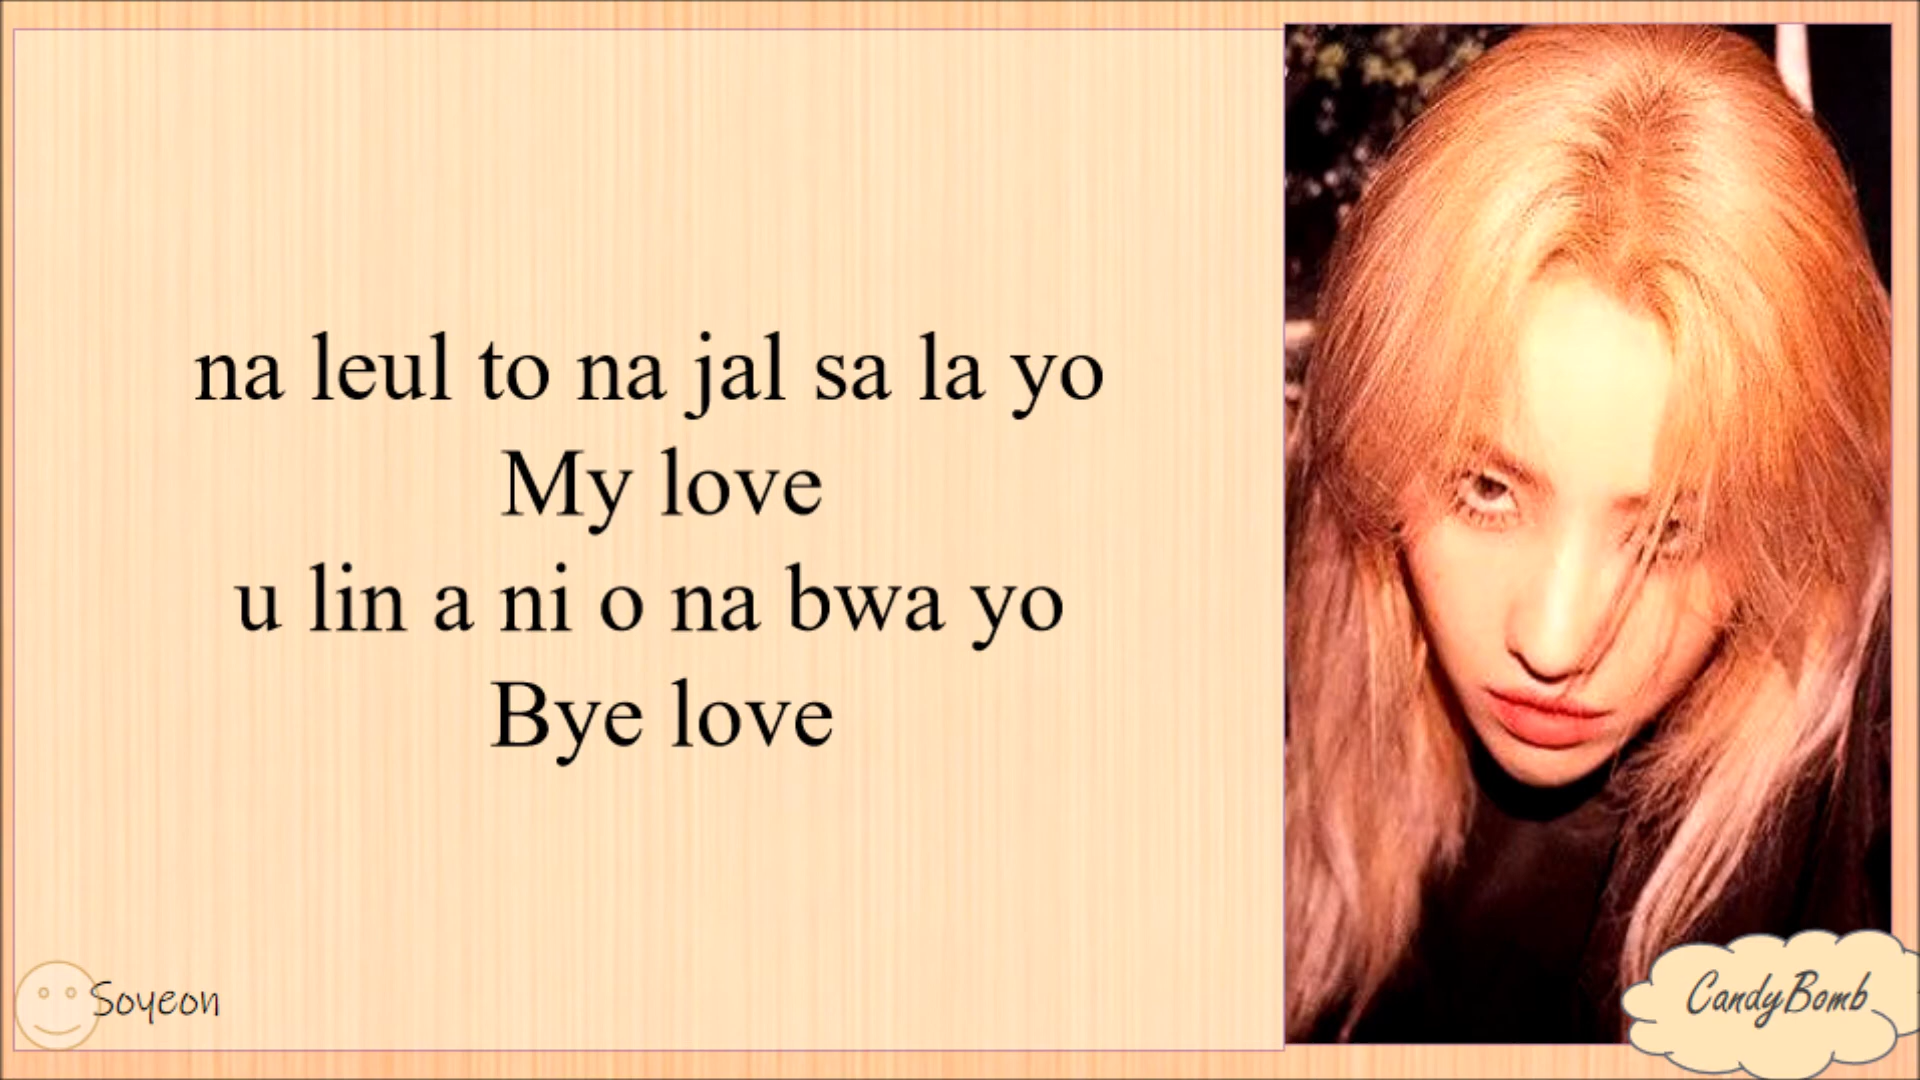 na leul to na jal sa la yo
My love
u lin a ni o na bwa yo
Bye love
Soyeon
CandyBomb